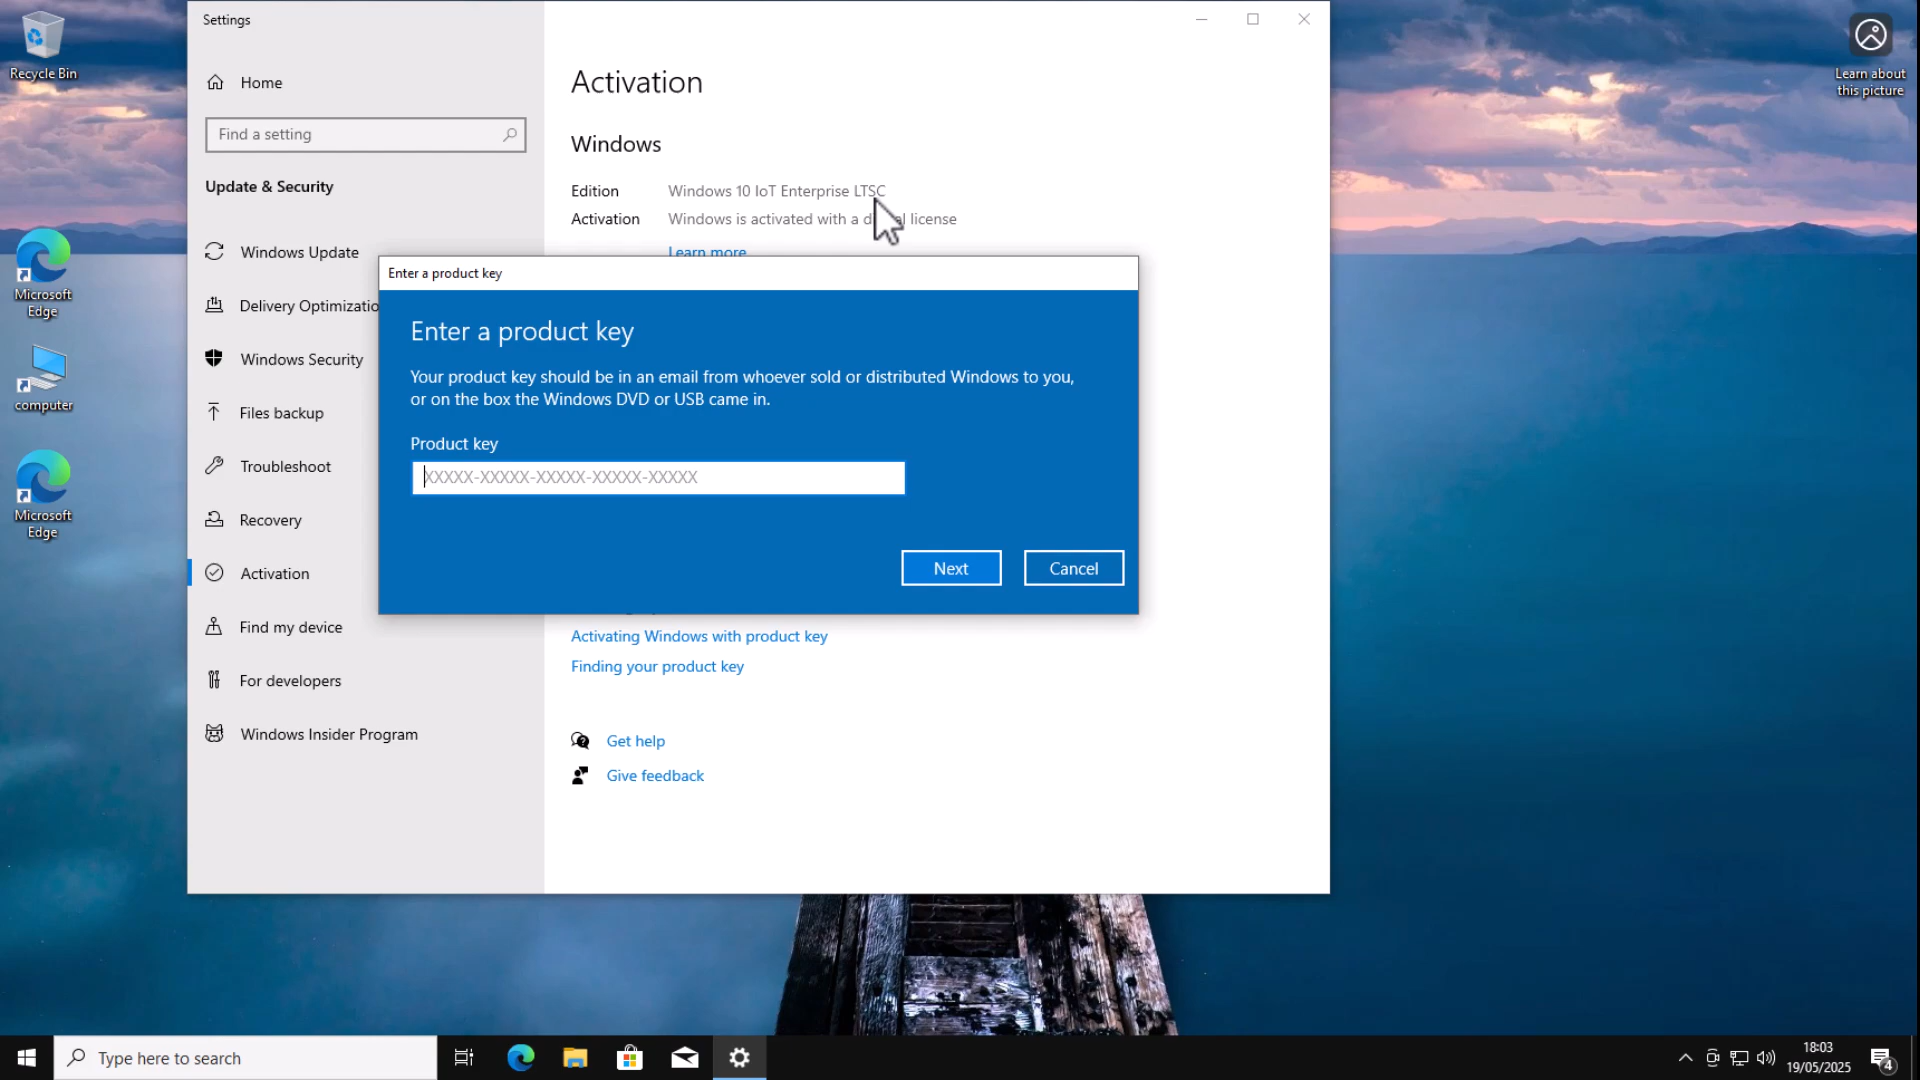 Settings
Home
Find a setting
Update & Security
Windows Update
Delivery Optimizatio
Windows Security
Files backup
Troubleshoot
Recovery
Activation
Find my device
For developers
Windows Insider Program
Activation
Windows
Edition Windows 10 IoT Enterprise LTSC
Activation Windows is activated with a license
Learn more
Enter a product key
Enter a product key
Your product key should be in an email from whoever sold or distributed Windows to you,
or on the box the Windows DVD or USB came in.
Product key
XXXXX-XXXXX-XXXXX-XXXXX-XXXXX
Next
Cancel
Activating Windows with product key
Finding your product key
Get help
Give feedback
Recycle Bin
Microsoft
Edge
computer
Microsoft
Edge
Learn about
this picture
Type here to search
18:03
19/05/2025
4